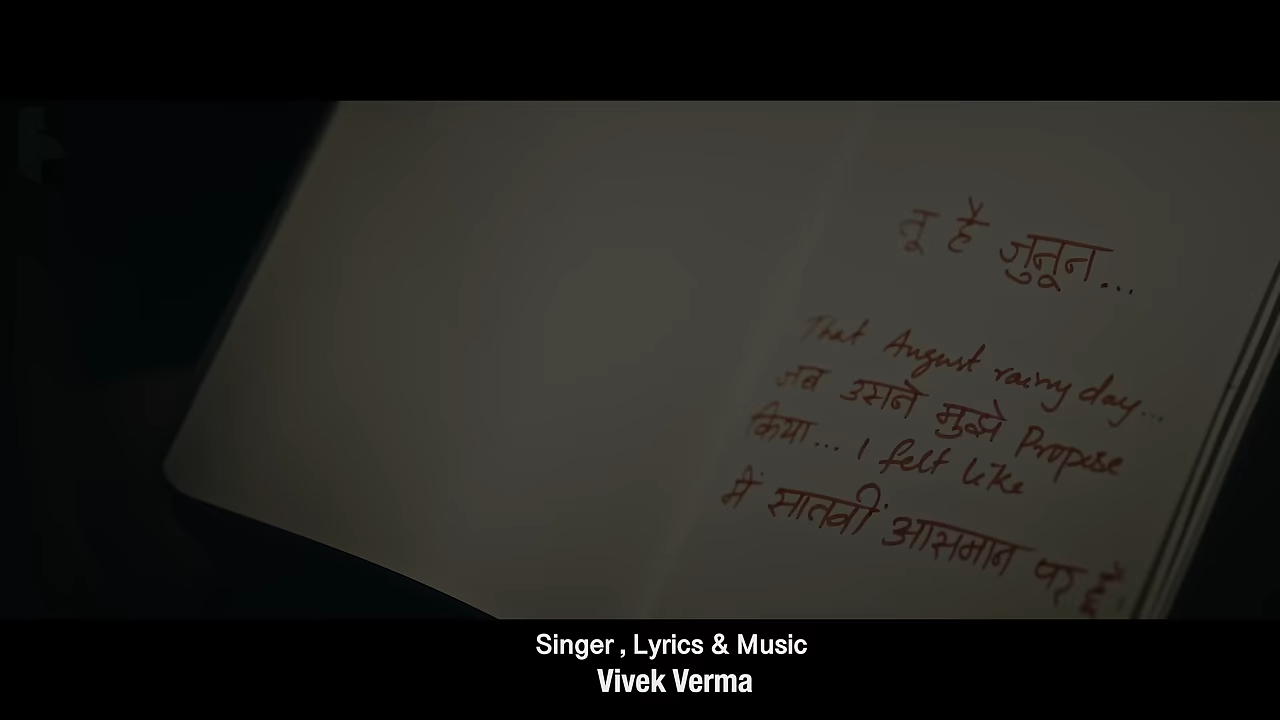 तू है जुनून...
That August rainy day...
जब उसने मुझे Propose
किया... I felt like
में सातवीं आसमान पर हूँ
Singer , Lyrics & Music
Vivek Verma